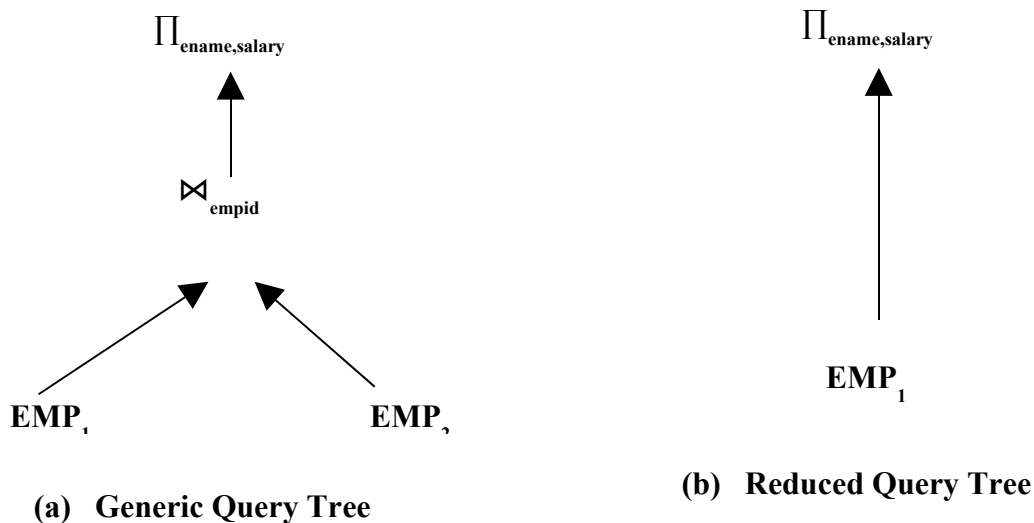 ∏ename,salary
⋈empid
EMP1
EMP2
(a) Generic Query Tree
∏ename,salary
EMP1
(b) Reduced Query Tree